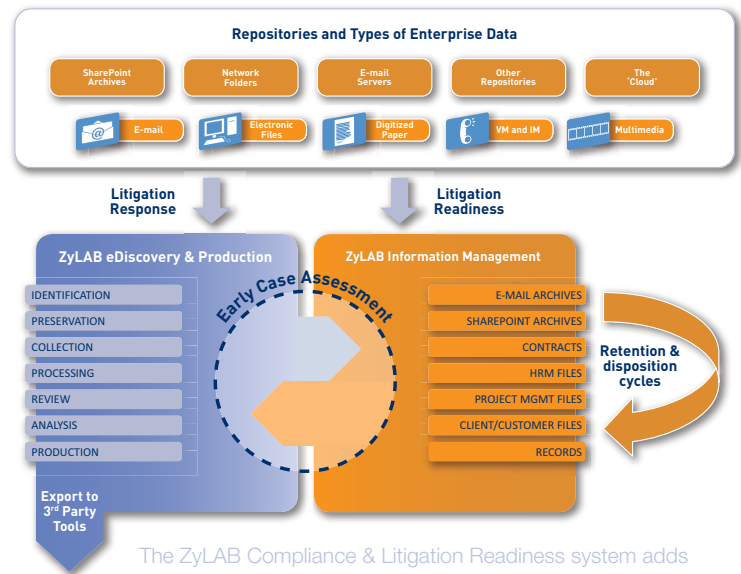 Repositories and Types of Enterprise Data
SharePoint
Archives
Network
Folders
E-mail
Servers
Other
Repositories
The
'Cloud'
@
E-mail
Electronic
Files
Digitized
Paper
VM and IM
Multimedia
Litigation
Response
Litigation
Readiness
ZyLAB eDiscovery & Production
ZyLAB Information Management
Early Case Assessment
IDENTIFICATION
PRESERVATION
COLLECTION
PROCESSING
REVIEW
ANALYSIS
PRODUCTION
E-MAIL ARCHIVES
SHAREPOINT ARCHIVES
CONTRACTS
HRM FILES
PROJECT MGMT FILES
CLIENT/CUSTOMER FILES
RECORDS
Retention &
disposition
cycles
Export to
3rd Party
Tools
The ZyLAB Compliance & Litigation Readiness system adds